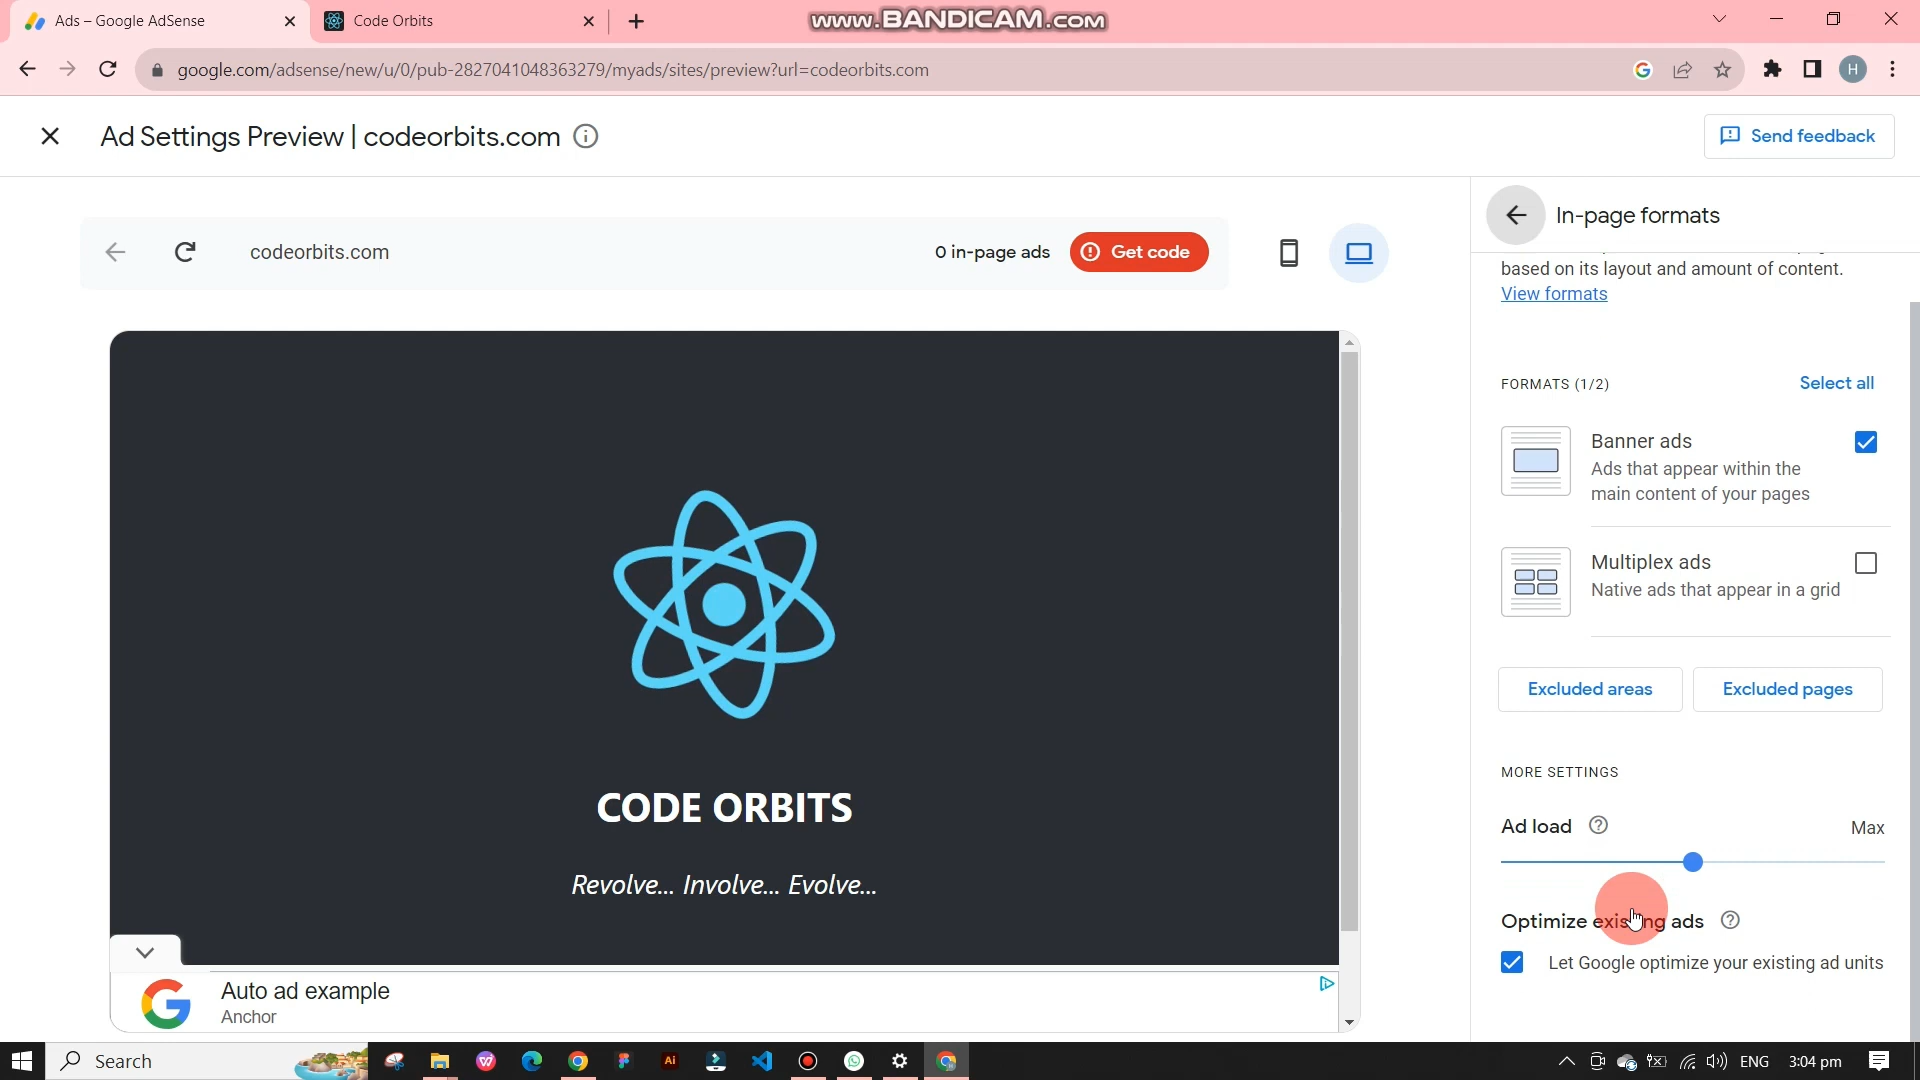 Ads – Google AdSense
Code Orbits
www.BANDICAM.com
google.com/adsense/new/u/0/pub-2827041048363279/myads/sites/preview?url=codeorbits.com
H
Ad Settings Preview | codeorbits.com
Send feedback
codeorbits.com
0 in-page ads
Get code
In-page formats
based on its layout and amount of content.
View formats
FORMATS (1/2)
Select all
Banner ads
Ads that appear within the
main content of your pages
Multiplex ads
Native ads that appear in a grid
Excluded areas
Excluded pages
MORE SETTINGS
Ad load
Max
Optimize existing ads
Let Google optimize your existing ad units
CODE ORBITS
Revolve... Involve... Evolve...
Auto ad example
Anchor
Search
Ai
ENG
3:04 pm